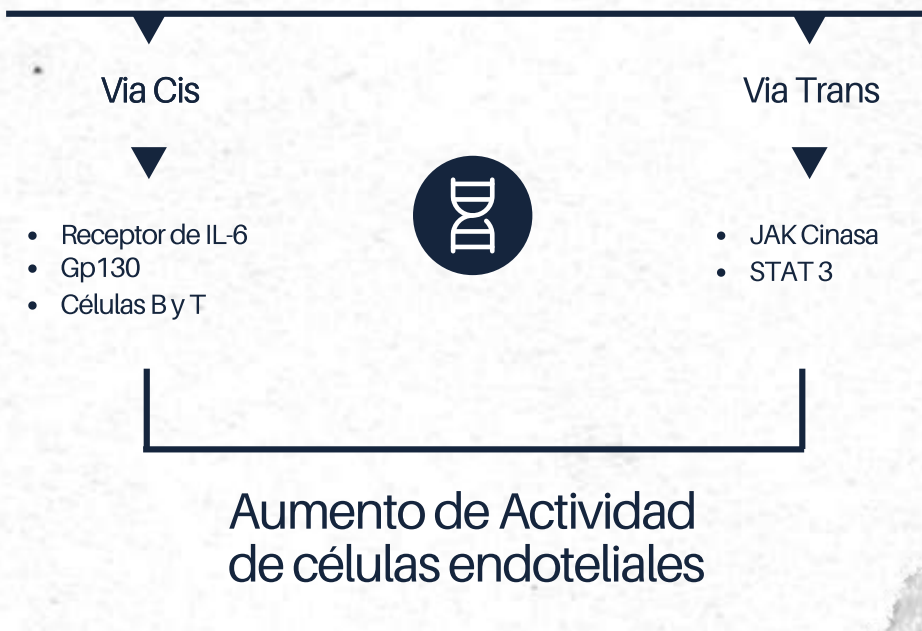 Via Cis
Via Trans
• Receptor de IL-6
• Gp130
• Células B y T
• JAK Cinasa
• STAT 3
Aumento de Actividad
de células endoteliales